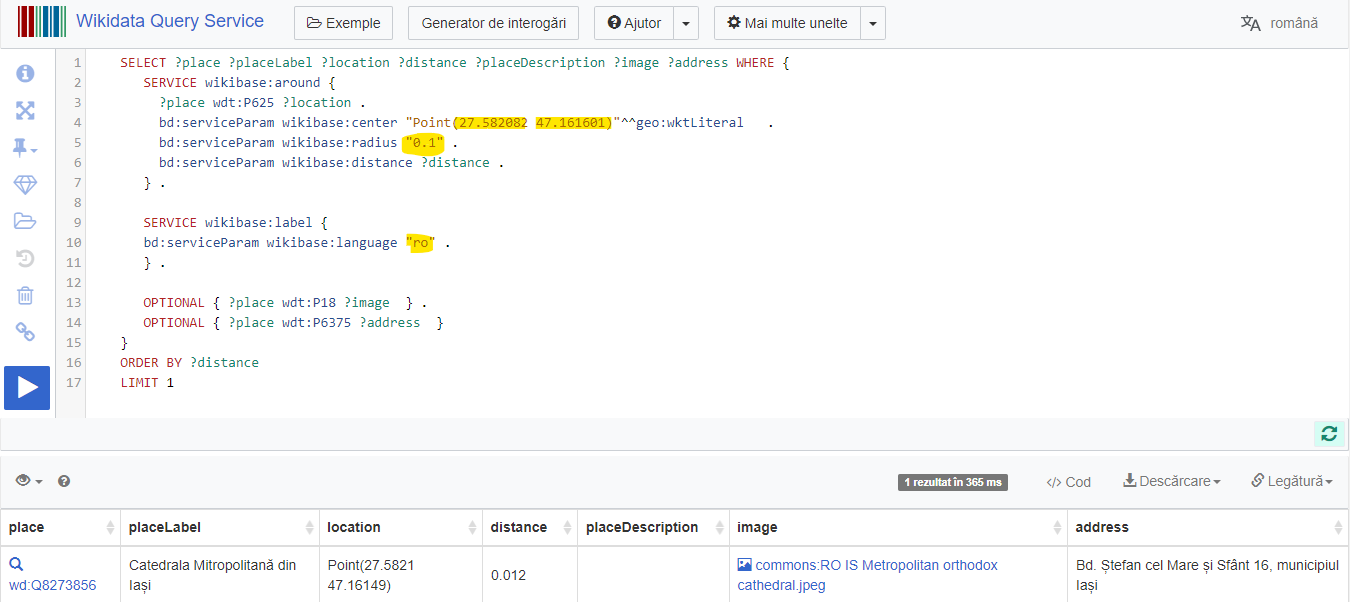 Wikidata Query Service Exemple Generator de interogări Ajutor Mai multe unelte română
1 SELECT ?place ?placeLabel ?location ?distance ?placeDescription ?image ?address WHERE {
2 SERVICE wikibase:around {
3 ?place wdt:P625 ?location .
4 bd:serviceParam wikibase:center "Point(27.582082 47.161601)"^^geo:wktLiteral .
5 bd:serviceParam wikibase:radius "0.1" .
6 bd:serviceParam wikibase:distance ?distance .
7 } .
8
9 SERVICE wikibase:label {
10 bd:serviceParam wikibase:language "ro" .
11 } .
12
13 OPTIONAL { ?place wdt:P18 ?image } .
14 OPTIONAL { ?place wdt:P6375 ?address }
15 }
16 ORDER BY ?distance
17 LIMIT 1
1 rezultat în 365 ms </> Cod Descărcare Legătură
place placeLabel location distance placeDescription image address
wd:Q8273856
Catedrala Mitropolitană din
Iași
Point(27.5821
47.16149)
0.012
commons:RO IS Metropolitan orthodox
cathedral.jpeg
Bd. Ștefan cel Mare și Sfânt 16, municipiul
Iași